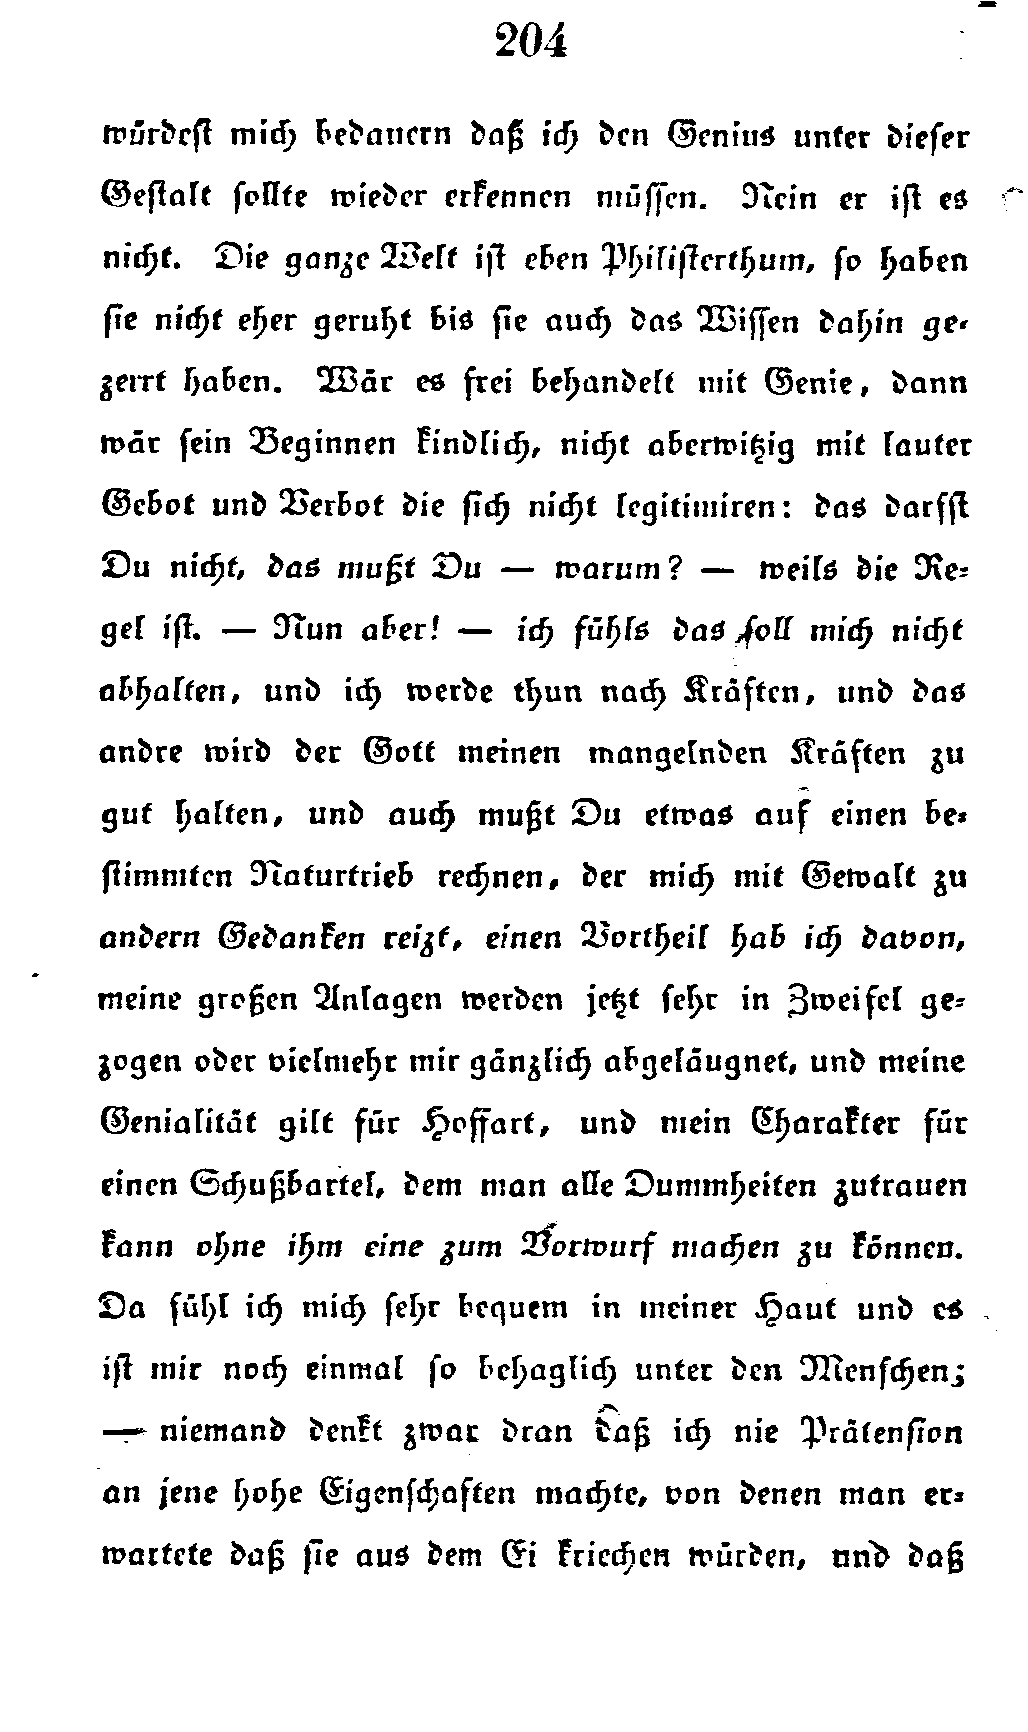 204
würdest mich bedauern daß ich den Genius unter dieser
Gestalt sollte wieder erkennen müssen. Nein er ist es
nicht. Die ganze Welt ist eben Philisterthum, so haben
sie nicht eher geruht bis sie auch das Wissen dahin ge-
zerrt haben. Wär es frei behandelt mit Genie, dann
wär sein Beginnen kindlich, nicht aberwitzig mit lauter
Gebot und Verbot die sich nicht legitimiren: das darfst
Du nicht, das mußt Du — warum? — weils die Re-
gel ist. — Nun aber! — ich fühls das soll mich nicht
abhalten, und ich werde thun nach Kräften, und das
andre wird der Gott meinen mangelnden Kräften zu
gut halten, und auch mußt Du etwas auf einen be-
stimmten Naturtrieb rechnen, der mich mit Gewalt zu
andern Gedanken reizt, einen Vortheil hab ich davon,
meine großen Anlagen werden jetzt sehr in Zweifel ge-
zogen oder vielmehr mir gänzlich abgeläugnet, und meine
Genialität gilt für Hoffart, und mein Charakter für
einen Schußbartel, dem man alle Dummheiten zutrauen
kann ohne ihm eine zum Vorwurf machen zu können.
Da fühl ich mich sehr bequem in meiner Haut und es
ist mir noch einmal so behaglich unter den Menschen;
— niemand denkt zwar dran daß ich nie Prätension
an jene hohe Eigenschaften machte, von denen man er-
wartete daß sie aus dem Ei kriechen würden, und daß